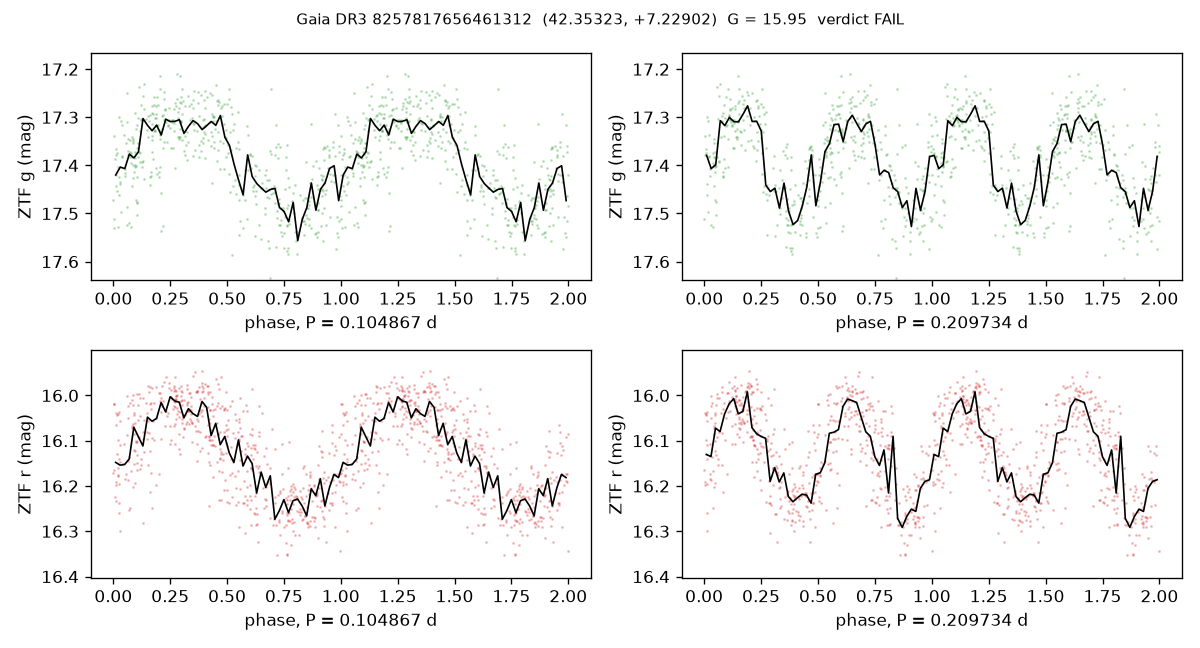 Gaia DR3 8257817656461312 (42.35323, +7.22902) G = 15.95 verdict FAIL
ZTF g (mag)
17.2
17.3
17.4
17.5
17.6
0.00 0.25 0.50 0.75 1.00 1.25 1.50 1.75 2.00
phase, P = 0.104867 d
ZTF g (mag)
17.2
17.3
17.4
17.5
17.6
0.00 0.25 0.50 0.75 1.00 1.25 1.50 1.75 2.00
phase, P = 0.209734 d
ZTF r (mag)
16.0
16.1
16.2
16.3
16.4
0.00 0.25 0.50 0.75 1.00 1.25 1.50 1.75 2.00
phase, P = 0.104867 d
ZTF r (mag)
16.0
16.1
16.2
16.3
16.4
0.00 0.25 0.50 0.75 1.00 1.25 1.50 1.75 2.00
phase, P = 0.209734 d